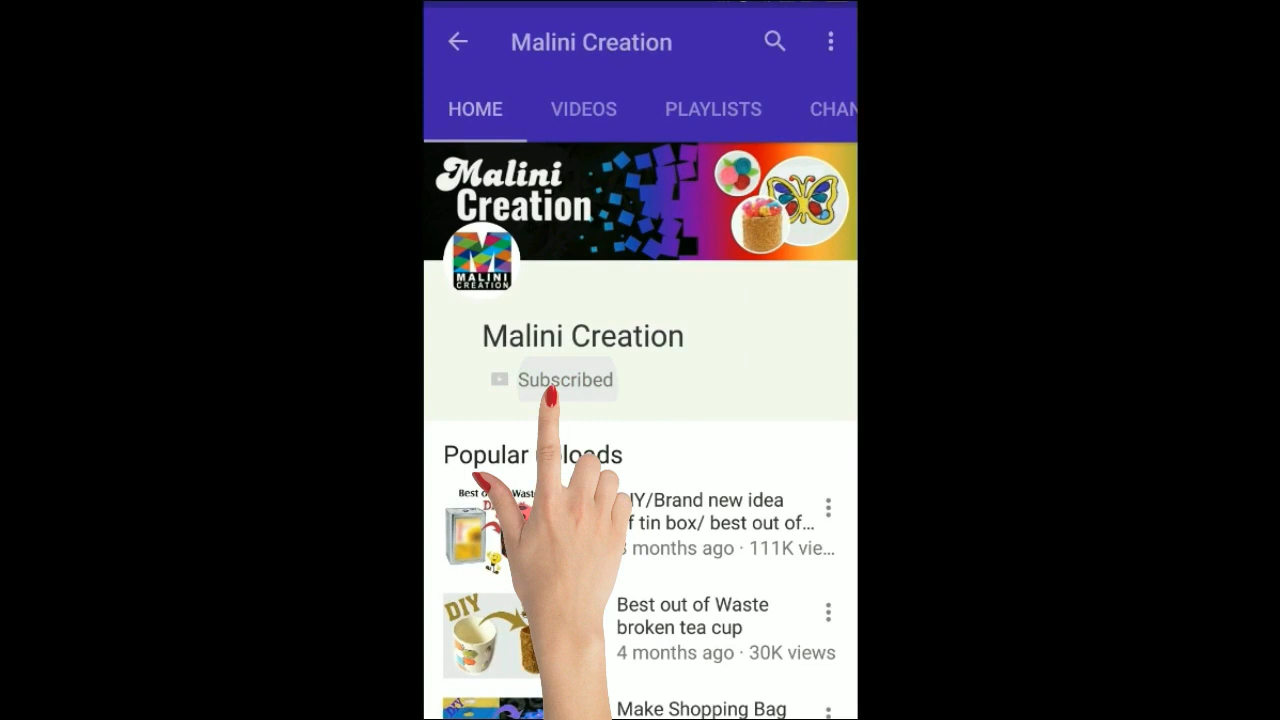 Malini Creation
HOME VIDEOS PLAYLISTS CHAN
Malini
Creation
MALINI
CREATION
Malini Creation
Subscribed
Popular loads
Best o Wast
IY/Brand new idea
f tin box/ best out of...
months ago · 111K vie...
DIY
Best out of Waste
broken tea cup
4 months ago · 30K views
DIY
Make Shopping Bag